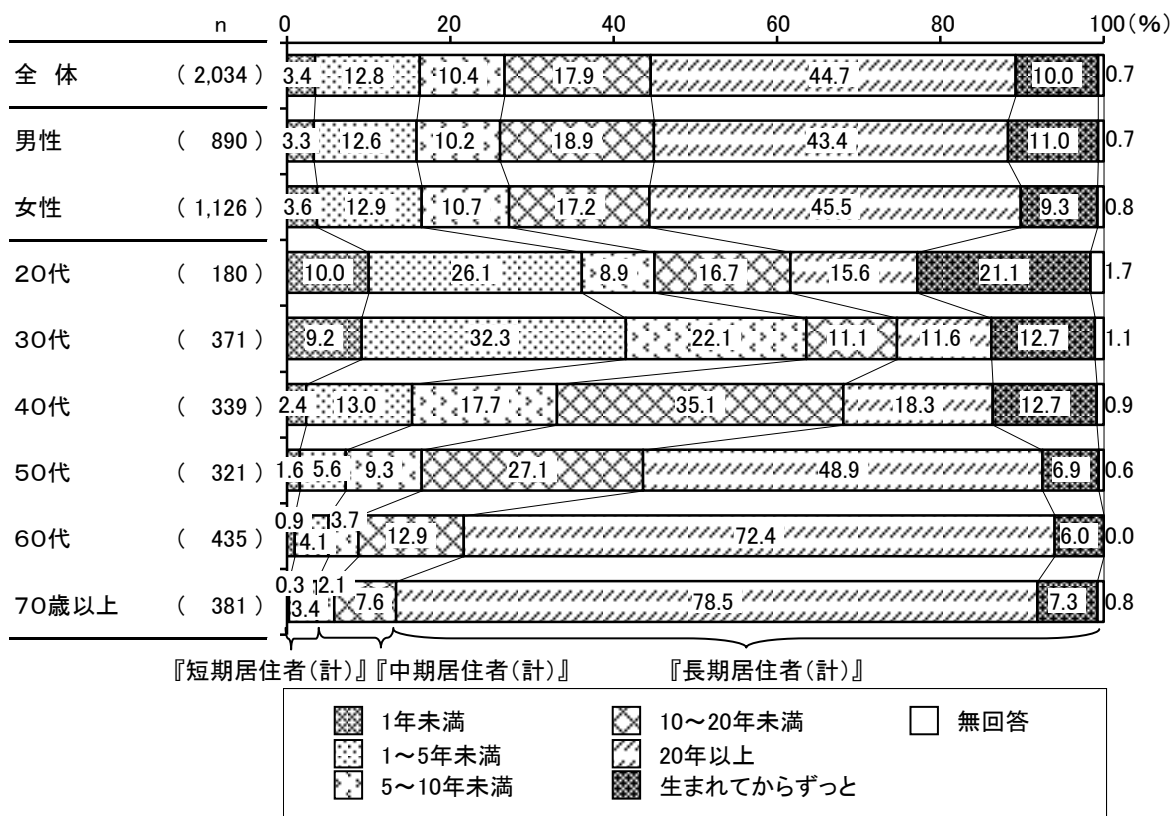 n 0 20 40 60 80 100(%)
全 体 ( 2,034 ) 3.4 12.8 10.4 17.9 44.7 10.0 0.7
男性 ( 890 ) 3.3 12.6 10.2 18.9 43.4 11.0 0.7
女性 ( 1,126 ) 3.6 12.9 10.7 17.2 45.5 9.3 0.8
20代 ( 180 ) 10.0 26.1 8.9 16.7 15.6 21.1 1.7
30代 ( 371 ) 9.2 32.3 22.1 11.1 11.6 12.7 1.1
40代 ( 339 ) 2.4 13.0 17.7 35.1 18.3 12.7 0.9
50代 ( 321 ) 1.6 5.6 9.3 27.1 48.9 6.9 0.6
60代 ( 435 ) 0.9 4.1 3.7 12.9 72.4 6.0 0.0
70歳以上 ( 381 ) 0.3 3.4 2.1 7.6 78.5 7.3 0.8
『短期居住者(計)』『中期居住者(計)』 『長期居住者(計)』
1年未満 10～20年未満 無回答
1～5年未満 20年以上
5～10年未満 生まれてからずっと